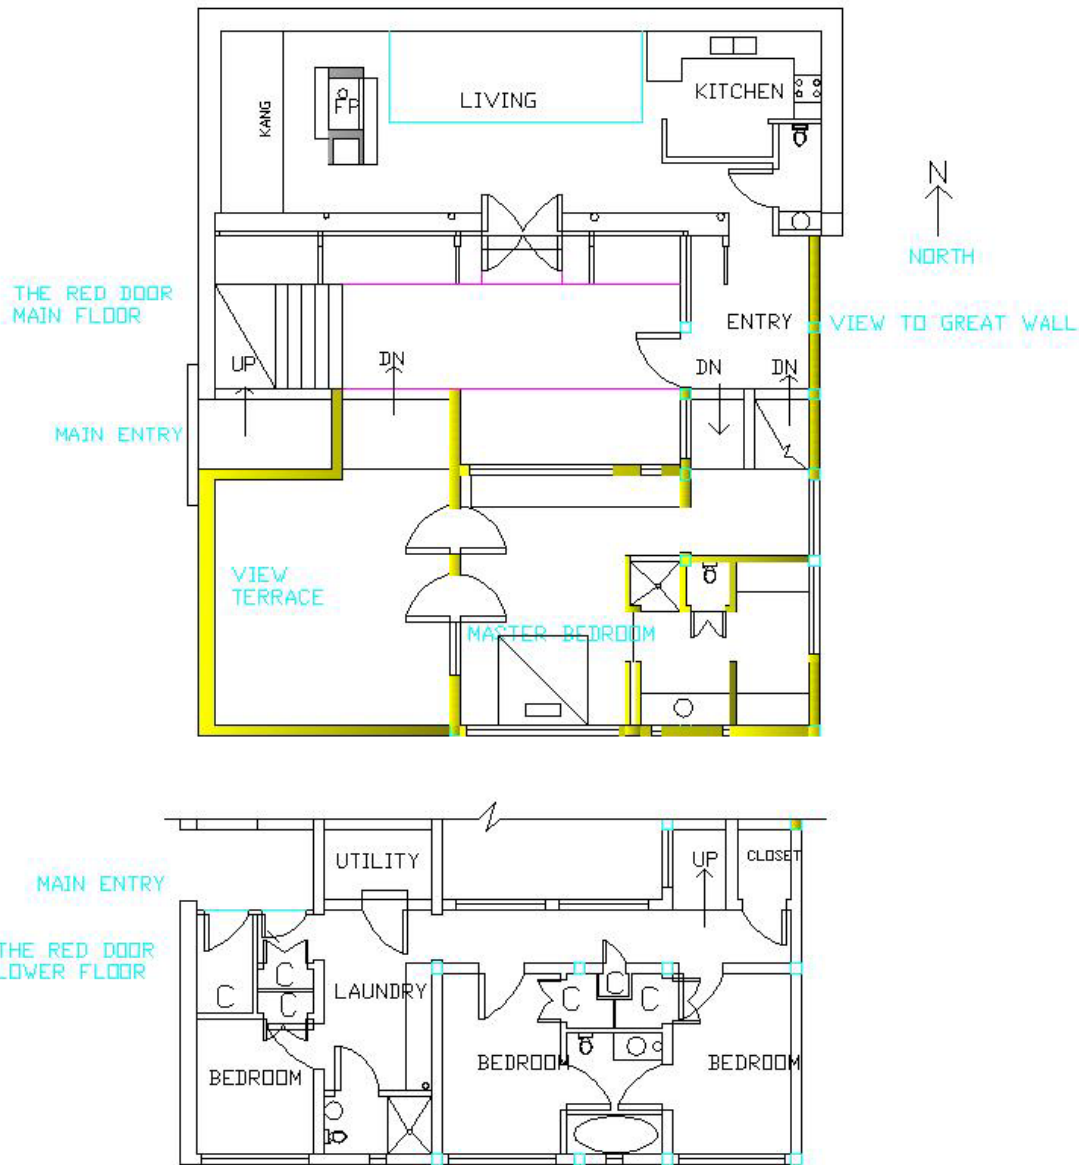 KANG
FP
LIVING
KITCHEN
N
NORTH
THE RED DOOR
MAIN FLOOR
ENTRY
VIEW TO GREAT WALL
UP
DN
DN
DN
MAIN ENTRY
VIEW
TERRACE
MASTER BEDROOM
UTILITY
UP
CLOSET
MAIN ENTRY
THE RED DOOR
LOWER FLOOR
C
C
C
LAUNDRY
C
C
C
BEDROOM
BEDROOM
BEDROOM